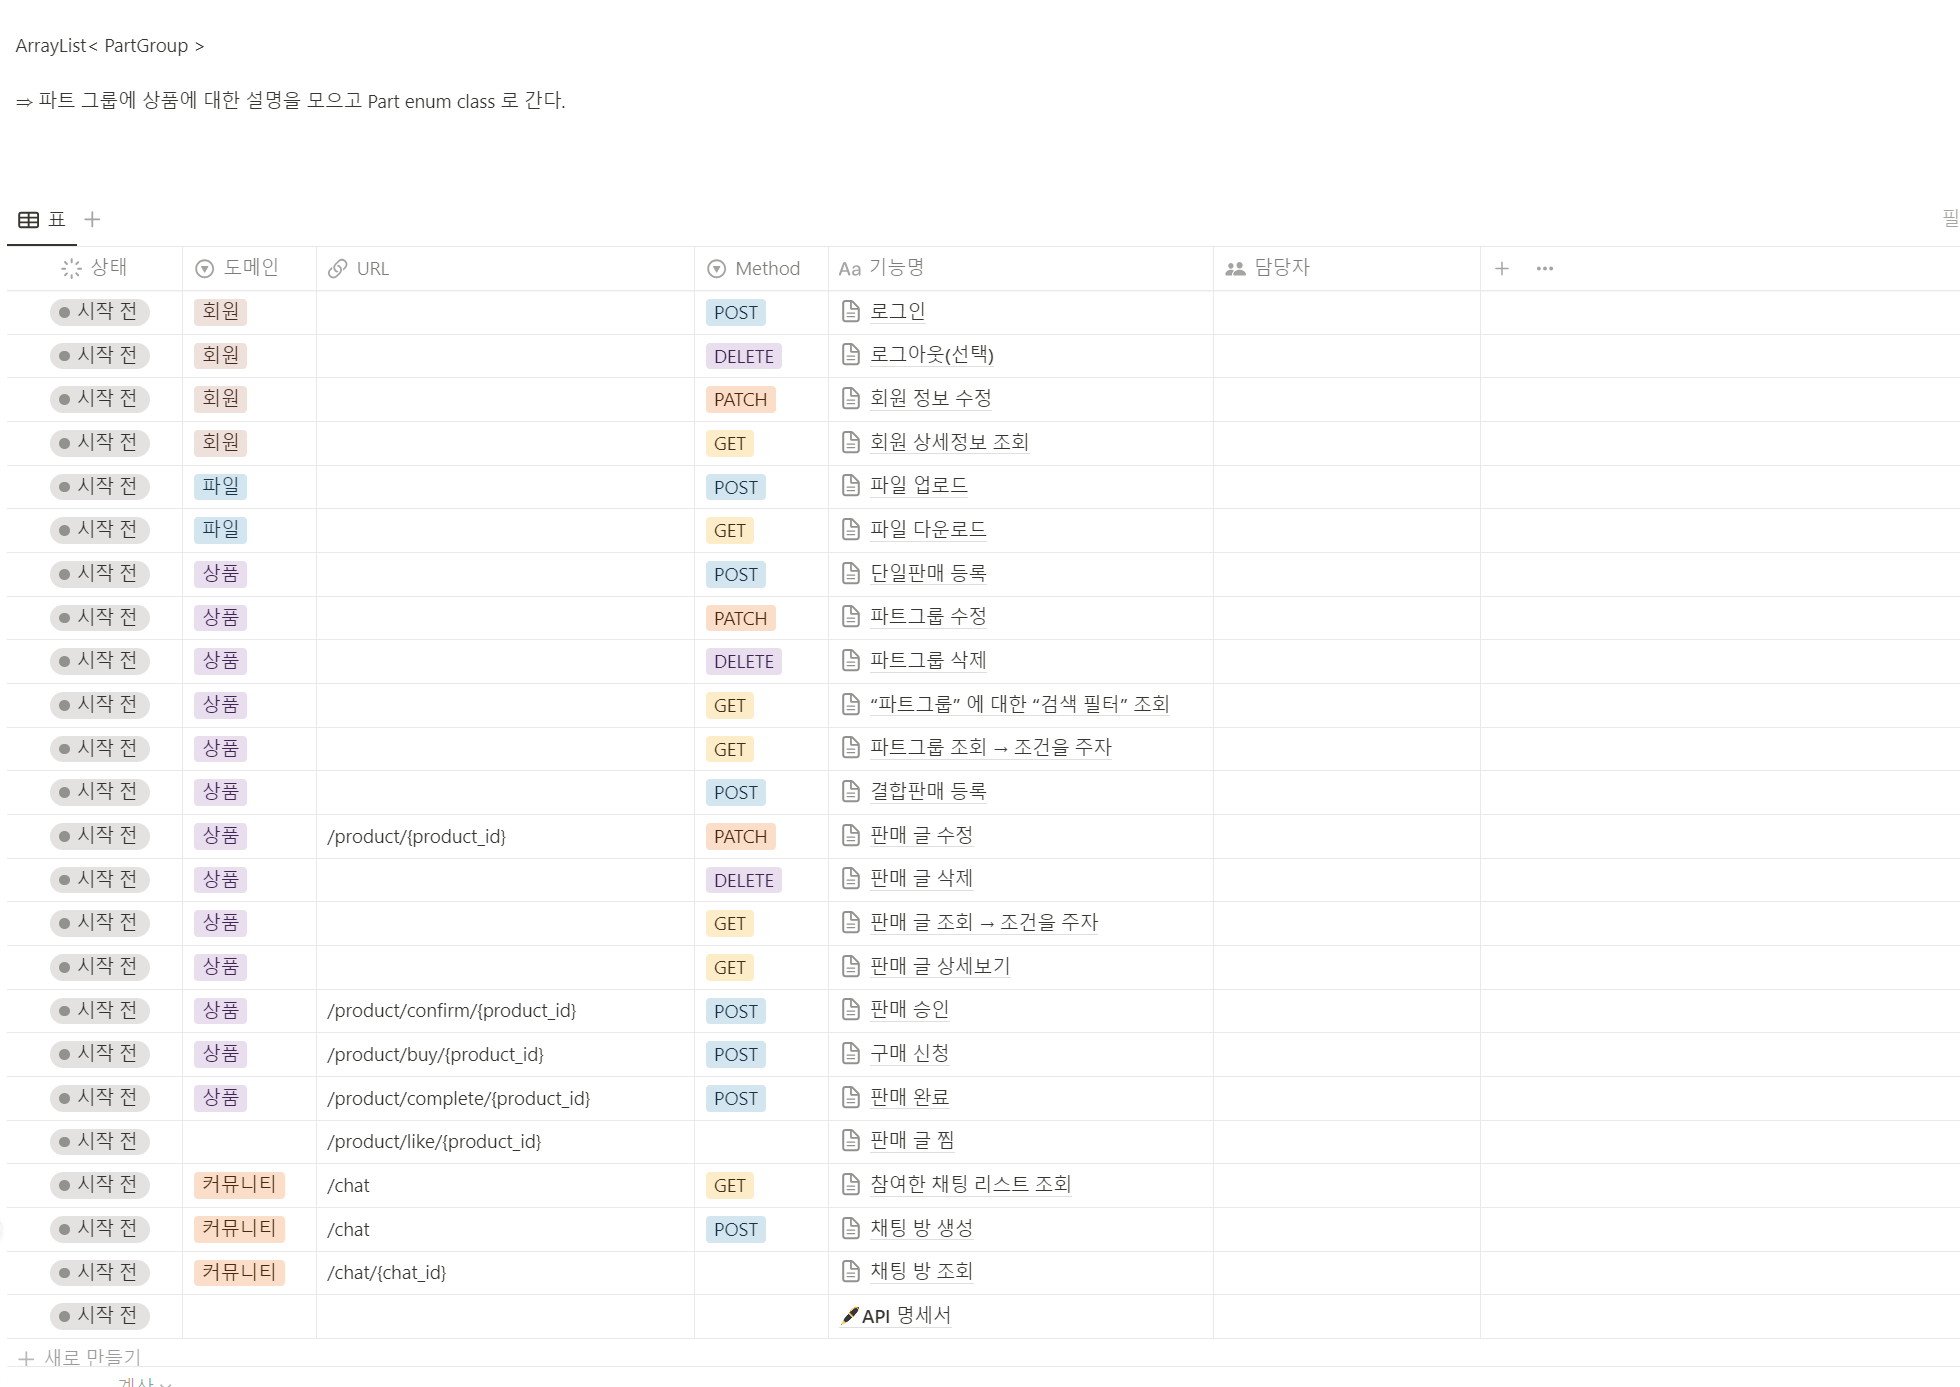 ArrayList< PartGroup >
⇒ 파트 그룹에 상품에 대한 설명을 모으고 Part enum class 로 간다.
표
필
상태 도메인 URL Method Aa 기능명 담당자
시작 전 회원 POST 로그인
시작 전 회원 DELETE 로그아웃(선택)
시작 전 회원 PATCH 회원 정보 수정
시작 전 회원 GET 회원 상세정보 조회
시작 전 파일 POST 파일 업로드
시작 전 파일 GET 파일 다운로드
시작 전 상품 POST 단일판매 등록
시작 전 상품 PATCH 파트그룹 수정
시작 전 상품 DELETE 파트그룹 삭제
시작 전 상품 GET “파트그룹” 에 대한 “검색 필터” 조회
시작 전 상품 GET 파트그룹 조회 → 조건을 주자
시작 전 상품 POST 결합판매 등록
시작 전 상품 /product/{product_id} PATCH 판매 글 수정
시작 전 상품 DELETE 판매 글 삭제
시작 전 상품 GET 판매 글 조회 → 조건을 주자
시작 전 상품 GET 판매 글 상세보기
시작 전 상품 /product/confirm/{product_id} POST 판매 승인
시작 전 상품 /product/buy/{product_id} POST 구매 신청
시작 전 상품 /product/complete/{product_id} POST 판매 완료
시작 전 /product/like/{product_id} 판매 글 찜
시작 전 커뮤니티 /chat GET 참여한 채팅 리스트 조회
시작 전 커뮤니티 /chat POST 채팅 방 생성
시작 전 커뮤니티 /chat/{chat_id} 채팅 방 조회
시작 전 API 명세서
새로 만들기
계산